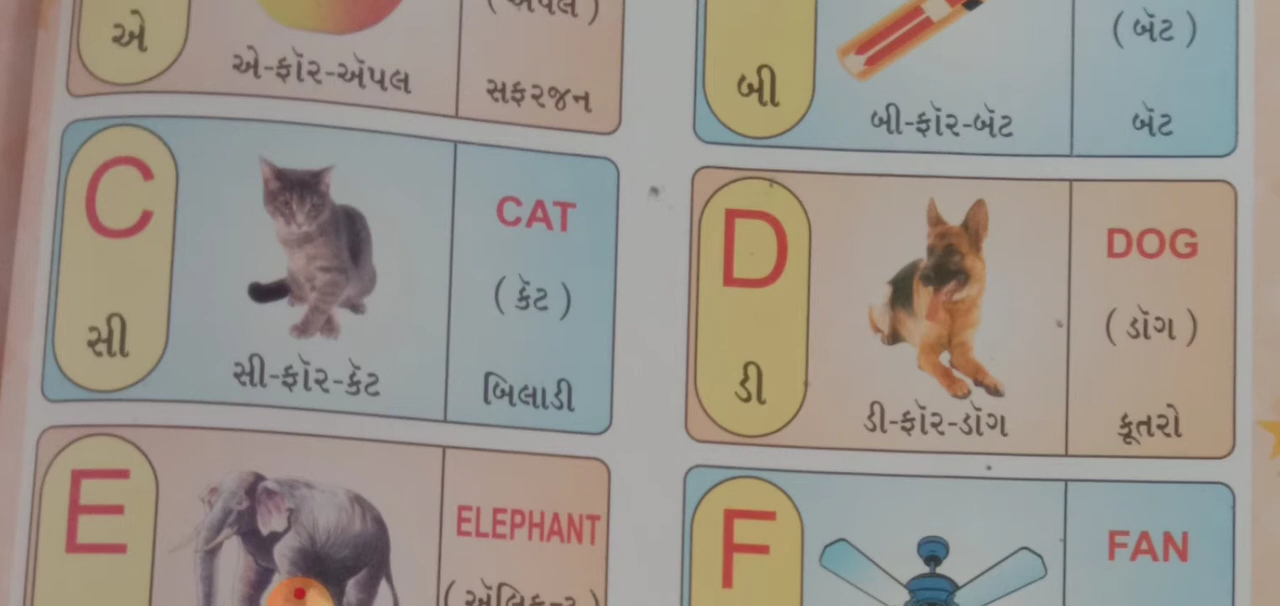 એ
એ-ફૉર-ઍપલ
સફરજન
બી
બી-ફૉર-બૅટ
( બૅટ )
બૅટ
C
સી
સી-ફૉર-કૅટ
CAT
( કૅટ )
બિલાડી
D
ડી
ડી-ફૉર-ડૉગ
DOG
( ડૉગ )
કૂતરો
E
ELEPHANT
F
FAN